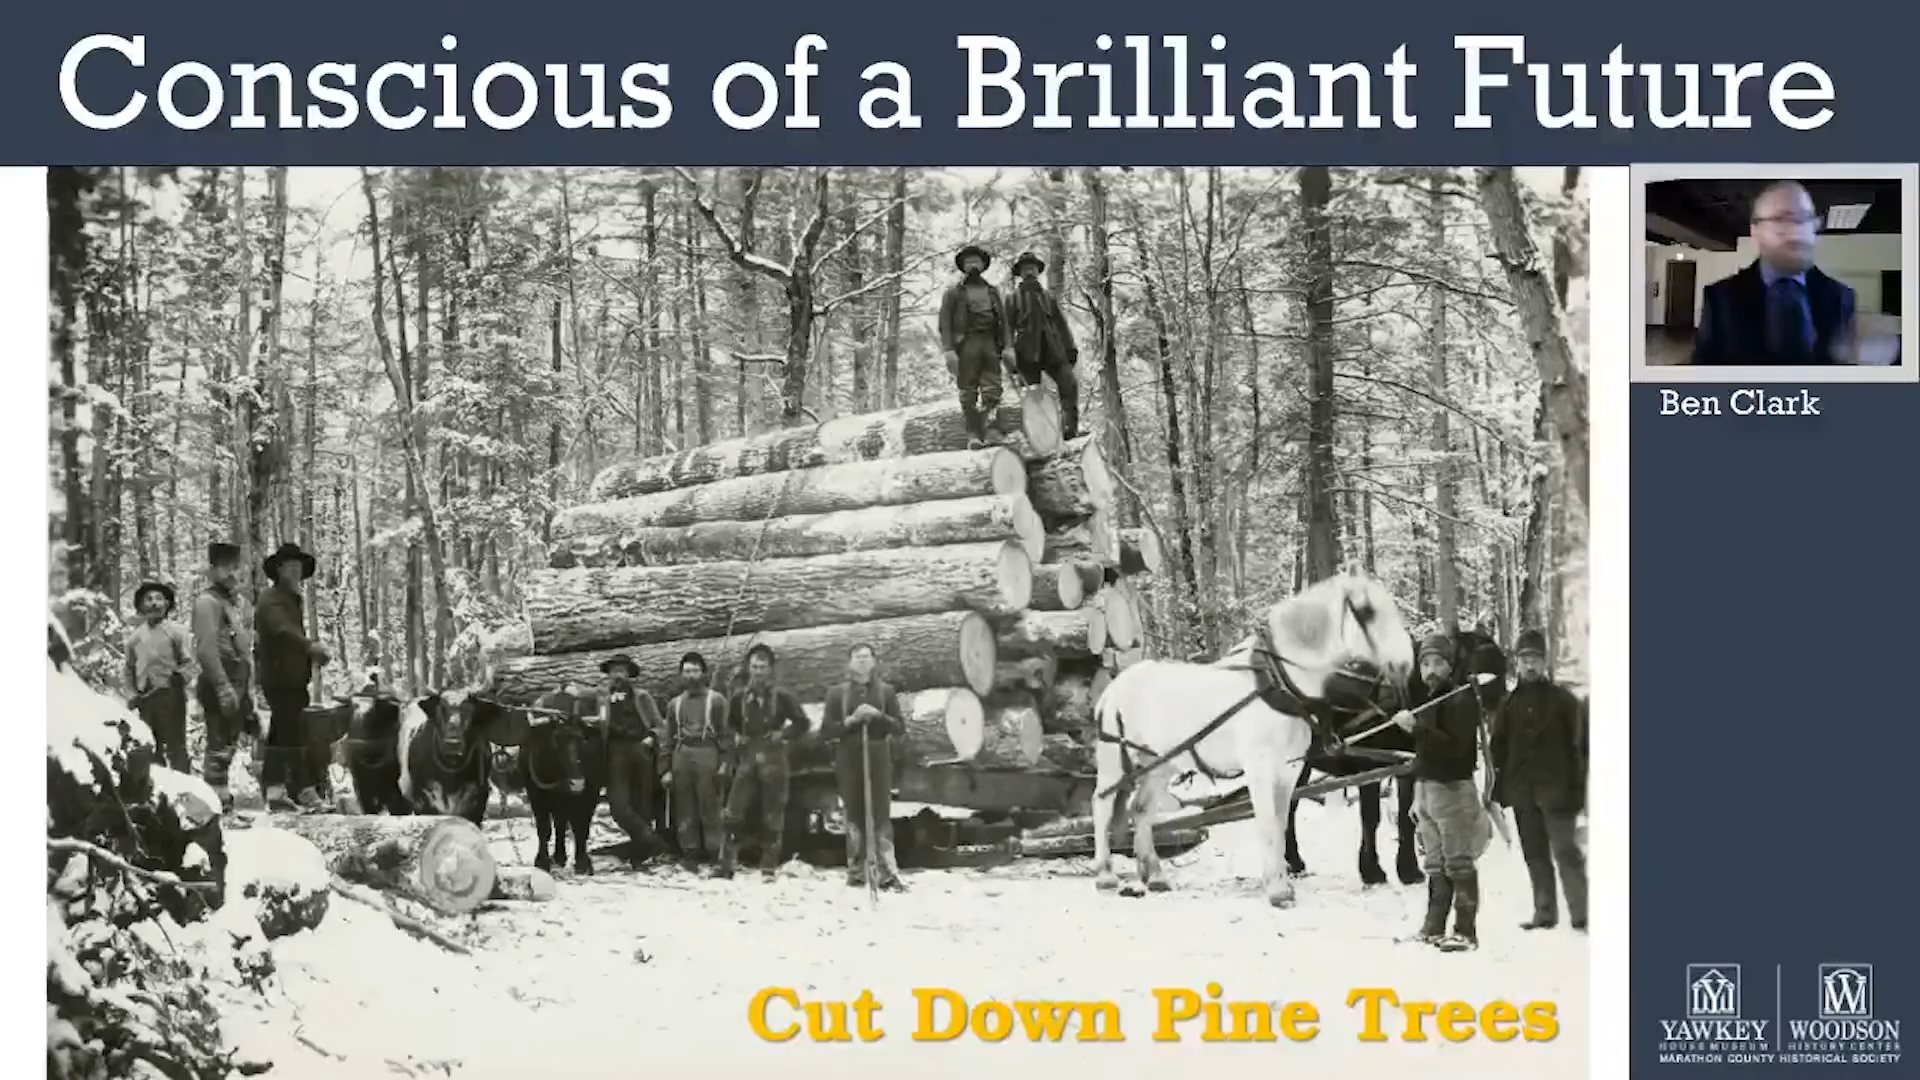 Conscious of a Brilliant Future
Ben Clark
Cut Down Pine Trees
YAWKEY
HOUSE MUSEUM
WOODSON
HISTORY CENTER
MARATHON COUNTY HISTORICAL SOCIETY